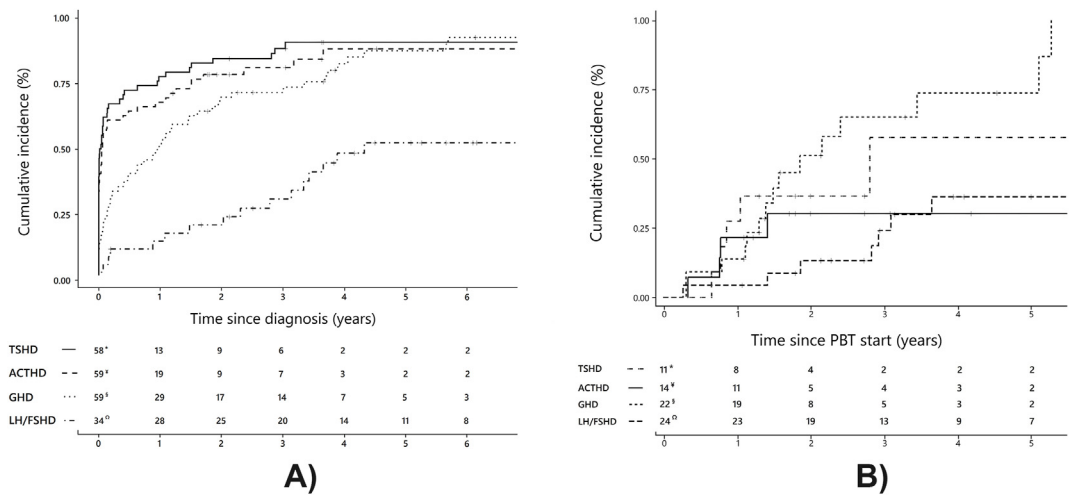 Cumulative incidence (%)
1.00
0.75
0.50
0.25
0.00
0 1 2 3 4 5 6
Time since diagnosis (years)
TSHD 58* 13 9 6 2 2 2
ACTHD 59¥ 19 9 7 3 2 2
GHD 59§ 29 17 14 7 5 3
LH/FSHD 34Ω 28 25 20 14 11 8
0 1 2 3 4 5 6
A)
Cumulative incidence (%)
1.00
0.75
0.50
0.25
0.00
0 1 2 3 4 5
Time since PBT start (years)
TSHD 11* 8 4 2 2 2
ACTHD 14¥ 11 5 4 3 2
GHD 22§ 19 8 5 3 2
LH/FSHD 24Ω 23 19 13 9 7
0 1 2 3 4 5
B)